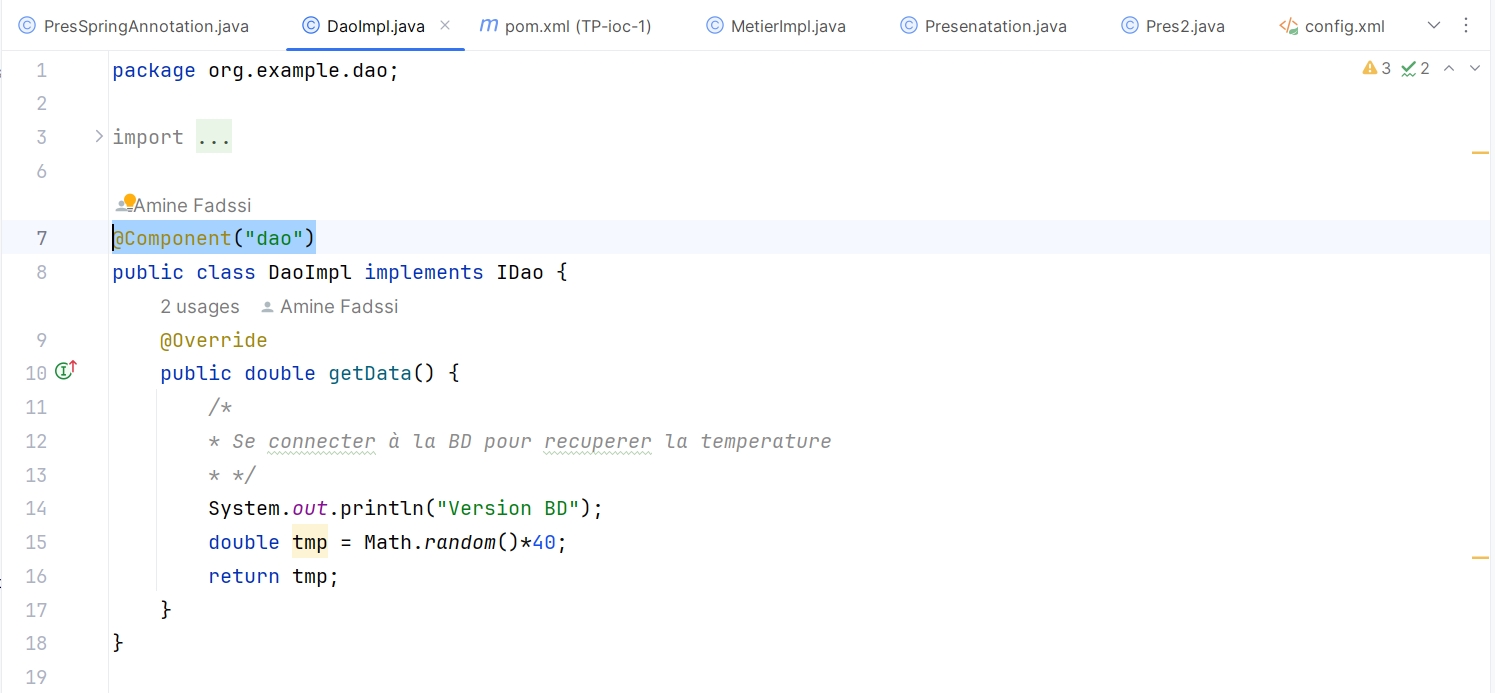 PresSpringAnnotation.java DaoImpl.java pom.xml (TP-ioc-1) MetierImpl.java Presenatation.java Pres2.java config.xml
3 2
1 package org.example.dao;
2
3 import ...
6
Amine Fadssi
7 @Component("dao")
8 public class DaoImpl implements IDao {
2 usages Amine Fadssi
9 @Override
10 public double getData() {
11 /*
12 * Se connecter à la BD pour recuperer la temperature
13 * */
14 System.out.println("Version BD");
15 double tmp = Math.random()*40;
16 return tmp;
17 }
18 }
19